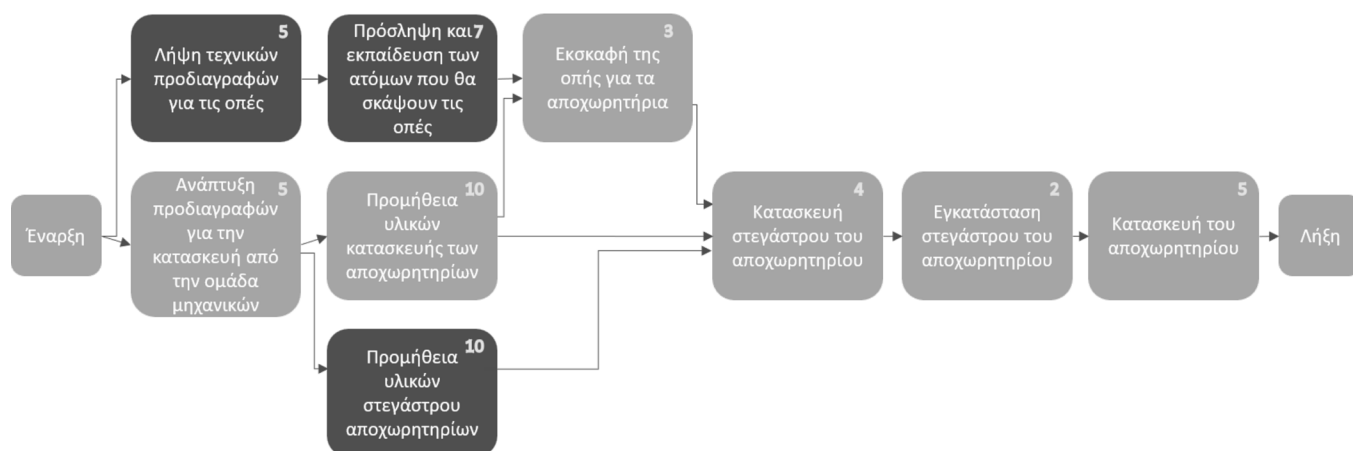 5
Λήψη τεχνικών
προδιαγραφών
για τις οπές
7
Πρόσληψη και
εκπαίδευση των
ατόμων που θα
σκάψουν τις
οπές
3
Εκσκαφή της
οπής για τα
αποχωρητήρια
Έναρξη
5
Ανάπτυξη
προδιαγραφών
για την
κατασκευή από
την ομάδα
μηχανικών
10
Προμήθεια
υλικών
κατασκευής των
αποχωρητηρίων
4
Κατασκευή
στεγάστρου του
αποχωρητηρίου
2
Εγκατάσταση
στεγάστρου του
αποχωρητηρίου
5
Κατασκευή του
αποχωρητηρίου
Λήξη
10
Προμήθεια
υλικών
στεγάστρου
αποχωρητηρίων